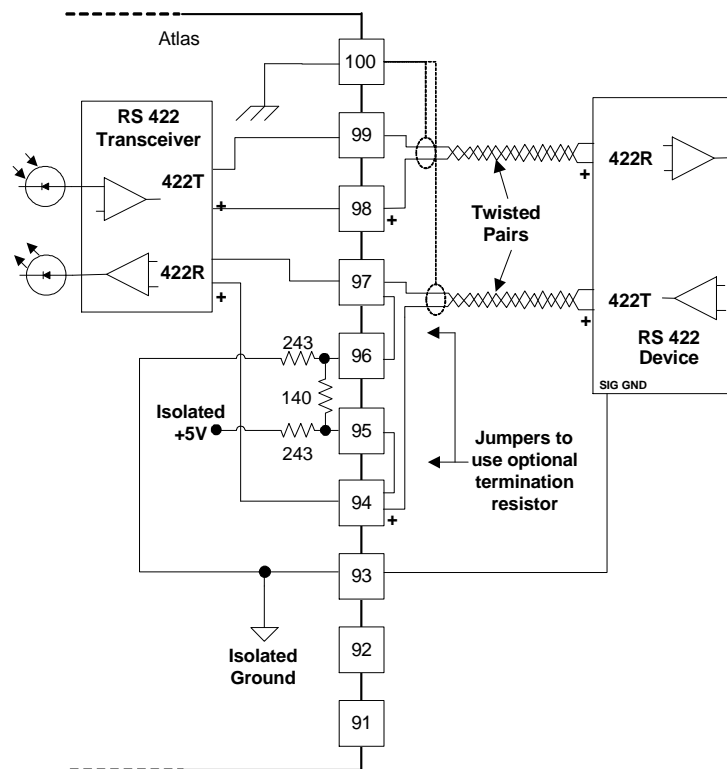 Atlas
100
RS 422
Transceiver
99
422T
422R
+
98
+
+
Twisted
Pairs
97
422R
+
422T
+
RS 422
Device
243
96
SIG GND
140
Isolated
+5V
95
243
Jumpers to
use optional
termination
resistor
94
+
93
Isolated
Ground
92
91